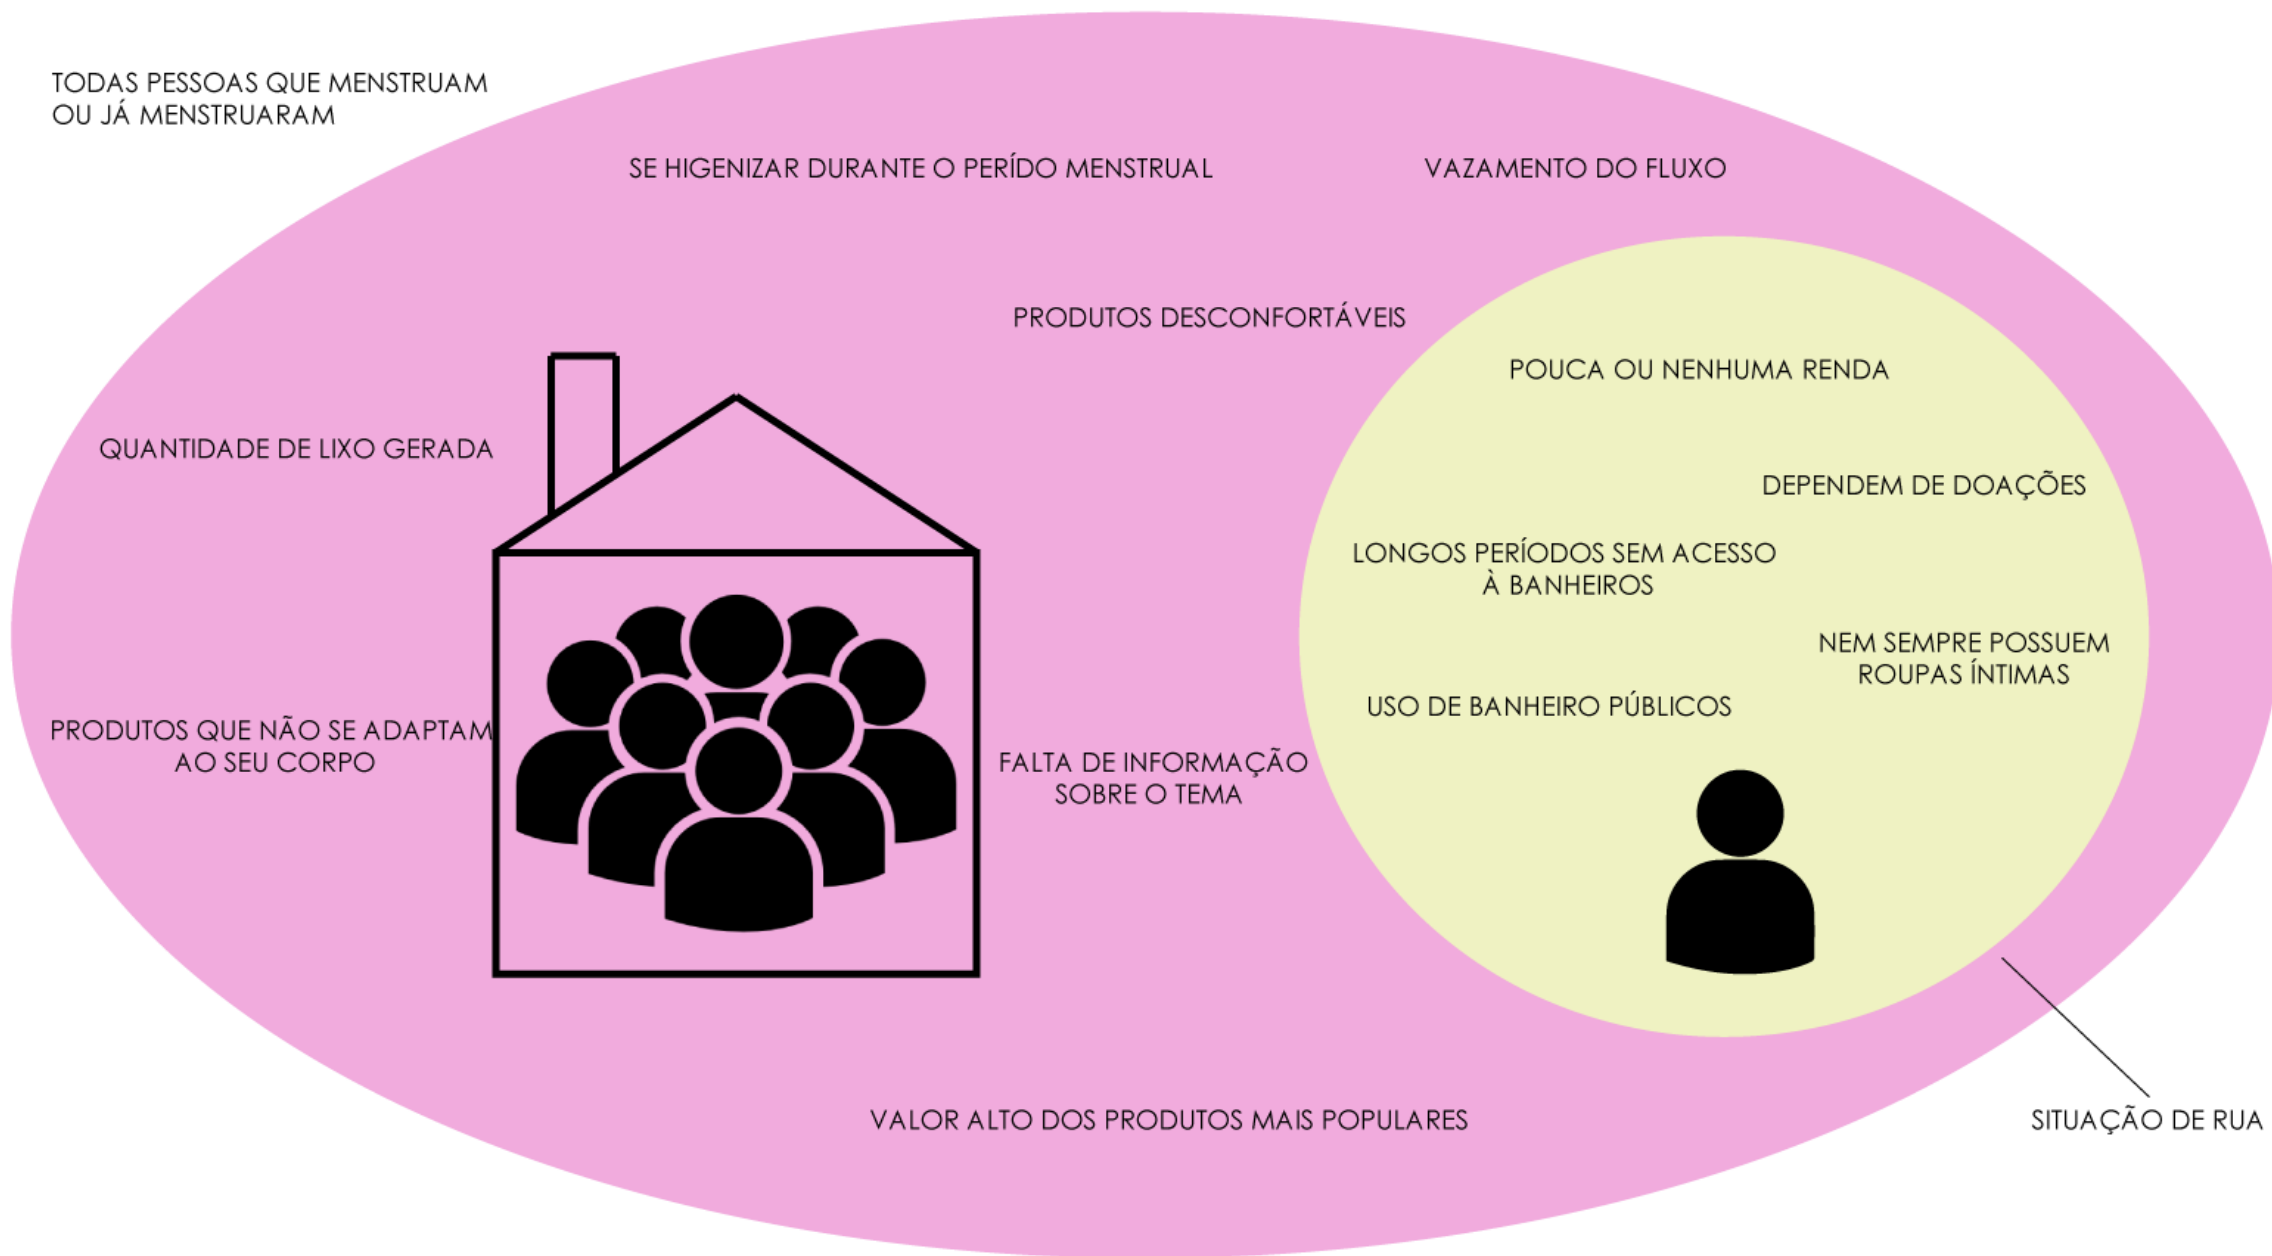 TODAS PESSOAS QUE MENSTRUAM
OU JÁ MENSTRUARAM
SE HIGENIZAR DURANTE O PERÍDO MENSTRUAL
VAZAMENTO DO FLUXO
PRODUTOS DESCONFORTÁVEIS
QUANTIDADE DE LIXO GERADA
PRODUTOS QUE NÃO SE ADAPTAM
AO SEU CORPO
FALTA DE INFORMAÇÃO
SOBRE O TEMA
VALOR ALTO DOS PRODUTOS MAIS POPULARES
POUCA OU NENHUMA RENDA
DEPENDEM DE DOAÇÕES
LONGOS PERÍODOS SEM ACESSO
À BANHEIROS
NEM SEMPRE POSSUEM
ROUPAS ÍNTIMAS
USO DE BANHEIRO PÚBLICOS
SITUAÇÃO DE RUA